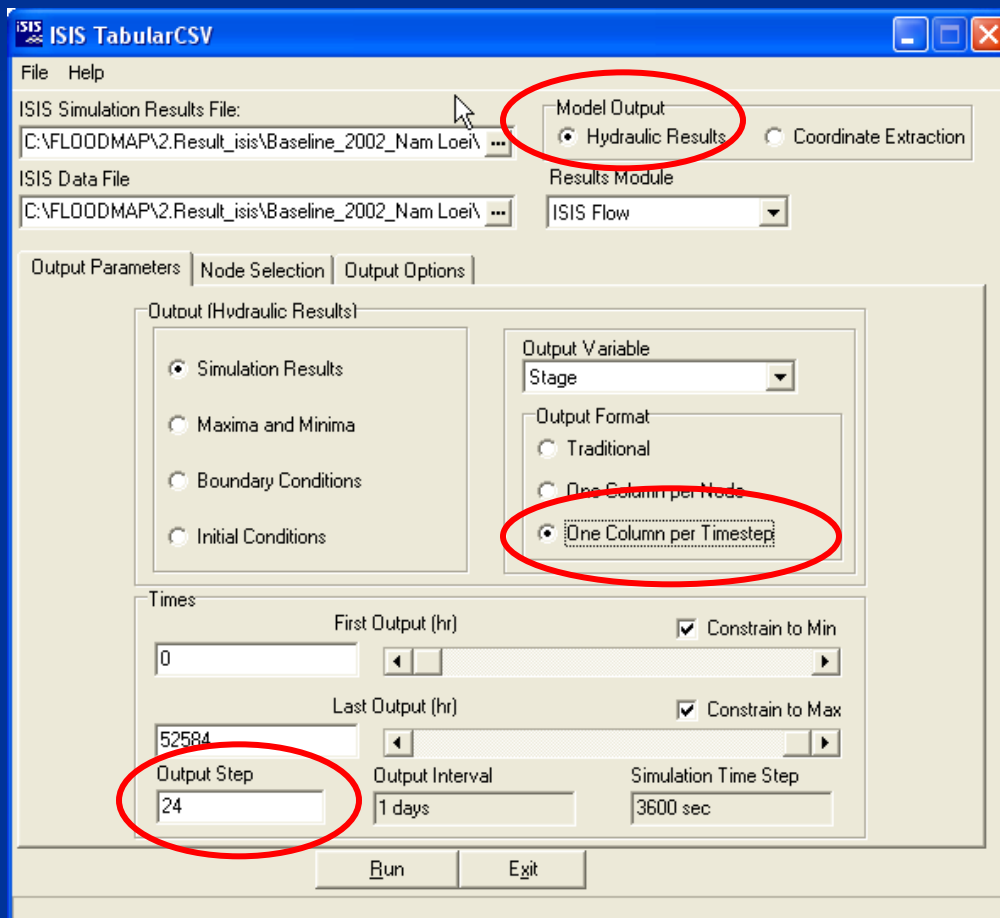 ISIS TabularCSV
File Help
ISIS Simulation Results File:
C:\FLOODMAP\2.Result_isis\Baseline_2002_Nam Loei\ ...
Model Output
Hydraulic Results
Coordinate Extraction
ISIS Data File
C:\FLOODMAP\2.Result_isis\Baseline_2002_Nam Loei\ ...
Results Module
ISIS Flow
Output Parameters
Node Selection
Output Options
Output (Hydraulic Results)
Simulation Results
Maxima and Minima
Boundary Conditions
Initial Conditions
Output Variable
Stage
Output Format
Traditional
One Column per Node
One Column per Timestep
Times
First Output (hr)
Constrain to Min
0
Last Output (hr)
Constrain to Max
52584
Output Step
Output Interval
Simulation Time Step
24
1 days
3600 sec
Run
Exit